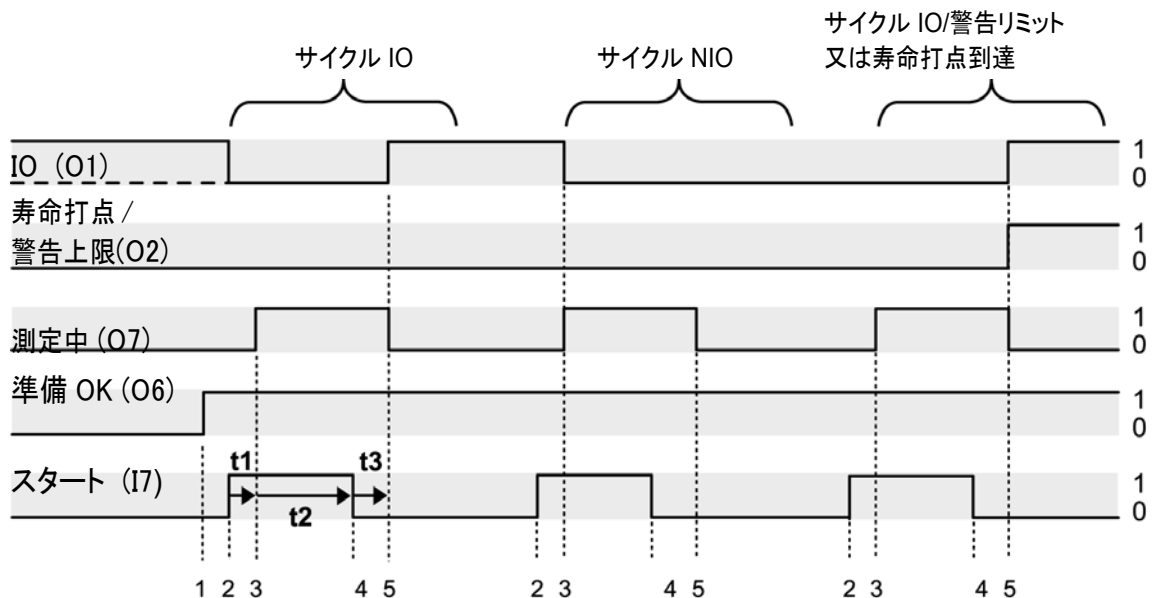 サイクル IO
サイクル NIO
サイクル IO/警告リミット
又は寿命打点到達
IO (O1)
1
0
寿命打点 /
警告上限(O2)
1
0
測定中 (O7)
1
0
準備 OK (O6)
1
0
スタート (I7)
t1
t2
t3
1
0
1 2 3 4 5 2 3 4 5 2 3 4 5